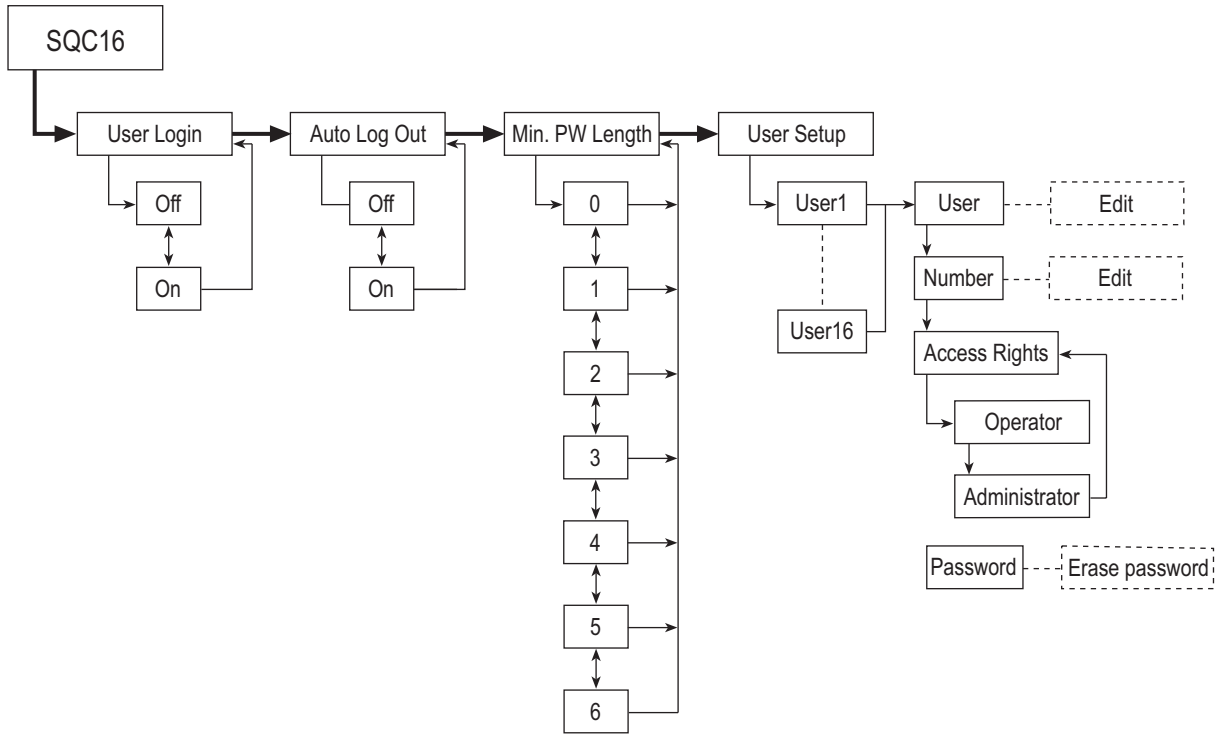 SQC16
User Login
Auto Log Out
Min. PW Length
User Setup
Off
Off
0
User1
User
Edit
On
On
1
Number
Edit
User16
2
Access Rights
3
Operator
Administrator
4
Password
Erase password
5
6